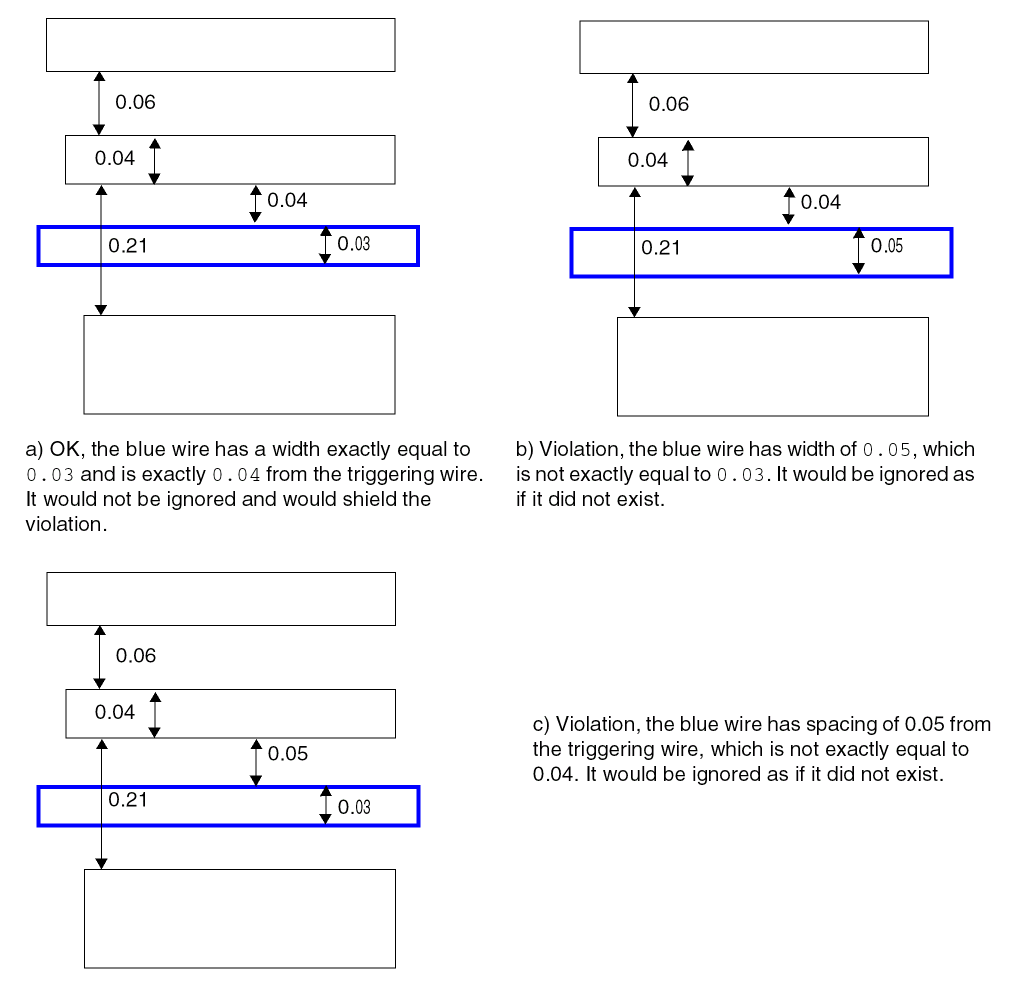 0.06
0.04
0.04
0.21
0.03
0.06
0.04
0.04
0.21
0.05
a) OK, the blue wire has a width exactly equal to
0.03 and is exactly 0.04 from the triggering wire.
It would not be ignored and would shield the
violation.
b) Violation, the blue wire has width of 0.05, which
is not exactly equal to 0.03. It would be ignored as
if it did not exist.
0.06
0.04
0.05
0.21
0.03
c) Violation, the blue wire has spacing of 0.05 from
the triggering wire, which is not exactly equal to
0.04. It would be ignored as if it did not exist.